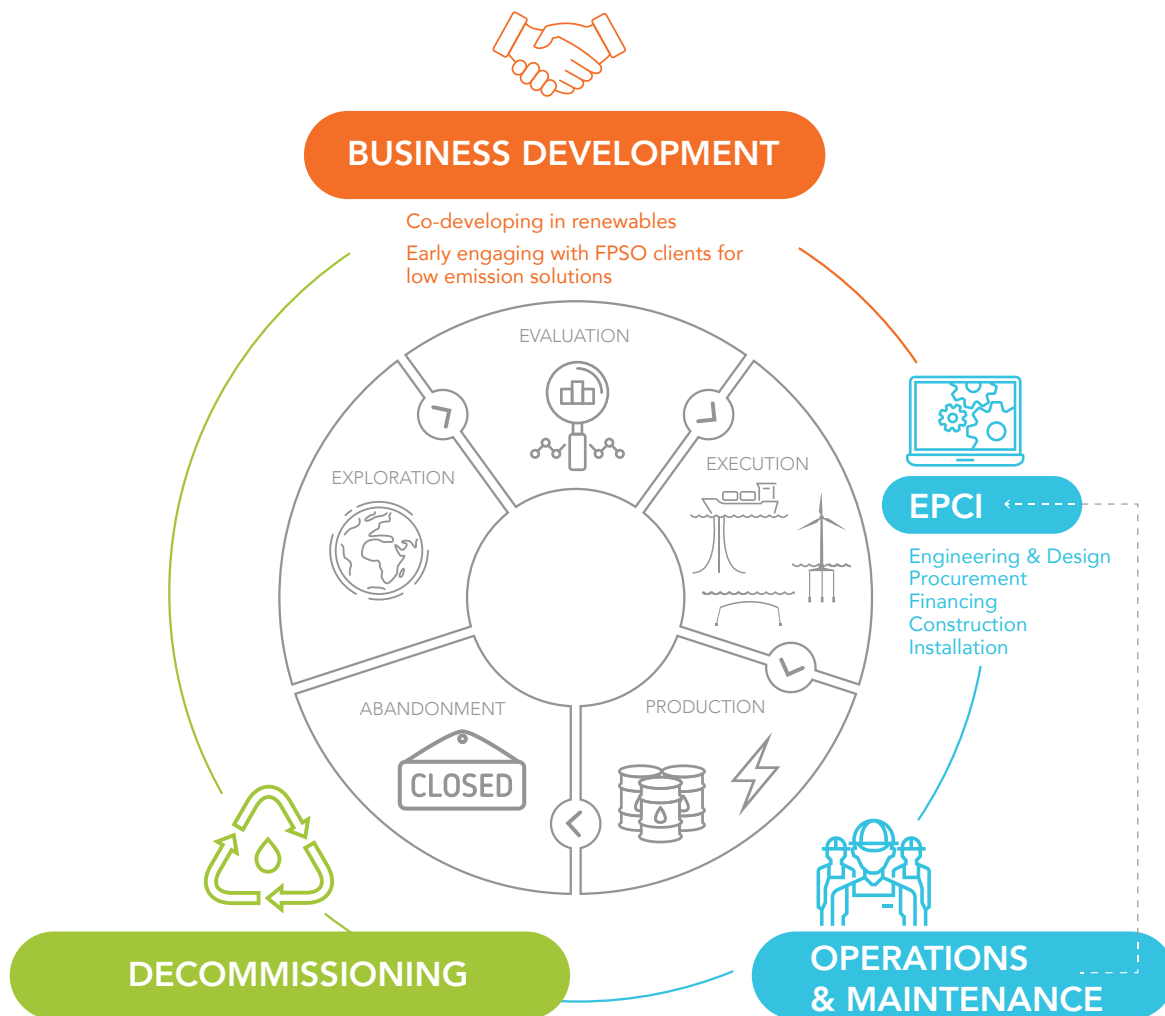 BUSINESS DEVELOPMENT
Co-developing in renewables
Early engaging with FPSO clients for
low emission solutions
EVALUATION
EXPLORATION
EXECUTION
EPCI
Engineering & Design
Procurement
Financing
Construction
Installation
ABANDONMENT
CLOSED
PRODUCTION
DECOMMISSIONING
OPERATIONS
& MAINTENANCE